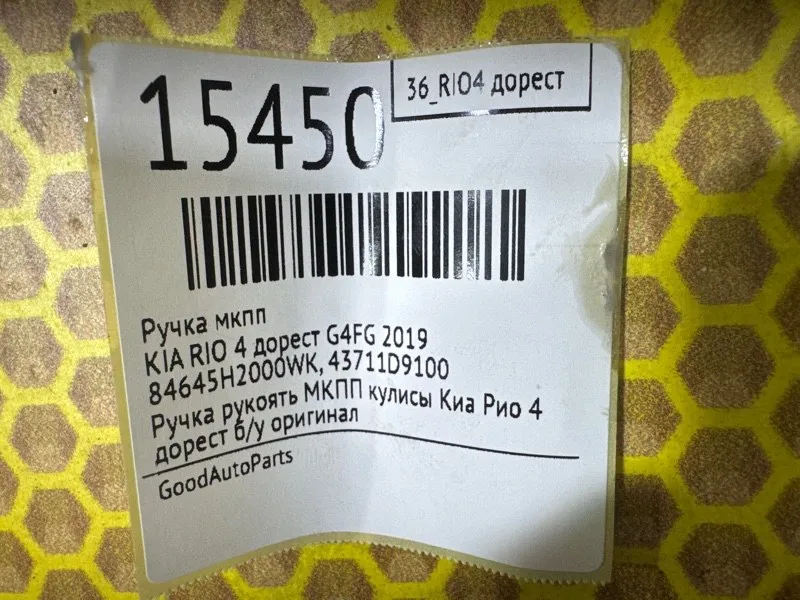 15450
36_RIO4 дорест
Ручка мкпп
KIA RIO 4 дорест G4FG 2019
84645H2000WK, 43711D9100
Ручка рукоять МКПП кулисы Киа Рио 4
дорест б/у оригинал
GoodAutoParts